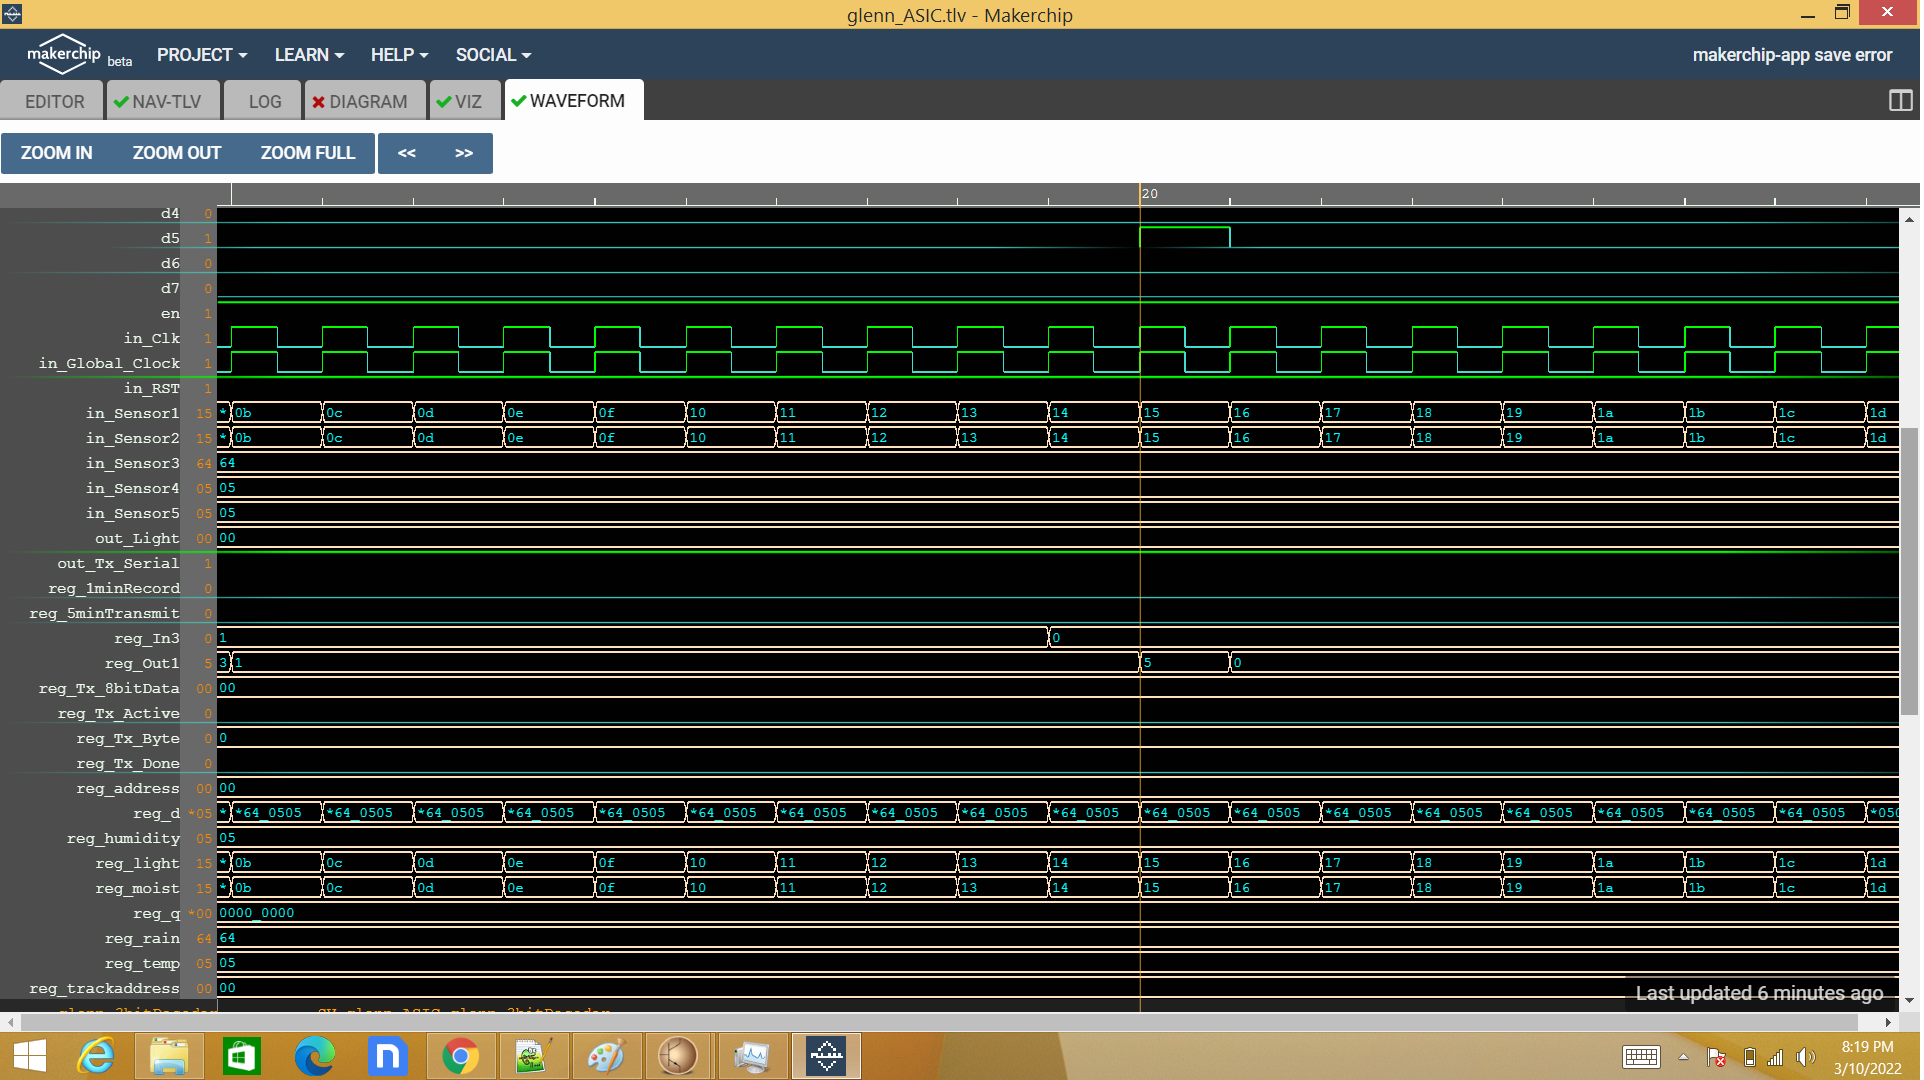 glenn_ASIC.tlv - Makerchip
makerchip beta PROJECT LEARN HELP SOCIAL makerchip-app save error
EDITOR NAV-TLV LOG DIAGRAM VIZ WAVEFORM
ZOOM IN ZOOM OUT ZOOM FULL << >>
20
d4 0
d5 1
d6 0
d7 0
en 1
in_Clk 1
in_Global_Clock 1
in_RST 1
in_Sensor1 15 * 0b 0c 0d 0e 0f 10 11 12 13 14 15 16 17 18 19 1a 1b 1c 1d
in_Sensor2 15 * 0b 0c 0d 0e 0f 10 11 12 13 14 15 16 17 18 19 1a 1b 1c 1d
in_Sensor3 64 64
in_Sensor4 05 05
in_Sensor5 05 05
out_Light 00 00
out_Tx_Serial 1
reg_1minRecord 0
reg_5minTransmit 0
reg_In3 0 1 0
reg_Out1 5 3 1 5 0
reg_Tx_8bitData 00 00
reg_Tx_Active 0
reg_Tx_Byte 0 0
reg_Tx_Done 0
reg_address 00 00
reg_d *05 * *64_0505 *64_0505 *64_0505 *64_0505 *64_0505 *64_0505 *64_0505 *64_0505 *64_0505 *64_0505 *64_0505 *64_0505 *64_0505 *64_0505 *64_0505 *64_0505 *64_0505 *64_0505 *050
reg_humidity 05 05
reg_light 15 * 0b 0c 0d 0e 0f 10 11 12 13 14 15 16 17 18 19 1a 1b 1c 1d
reg_moist 15 * 0b 0c 0d 0e 0f 10 11 12 13 14 15 16 17 18 19 1a 1b 1c 1d
reg_q *00 0000_0000
reg_rain 64 64
reg_temp 05 05
reg_trackaddress 00 00
Last updated 6 minutes ago
8:19 PM
3/10/2022